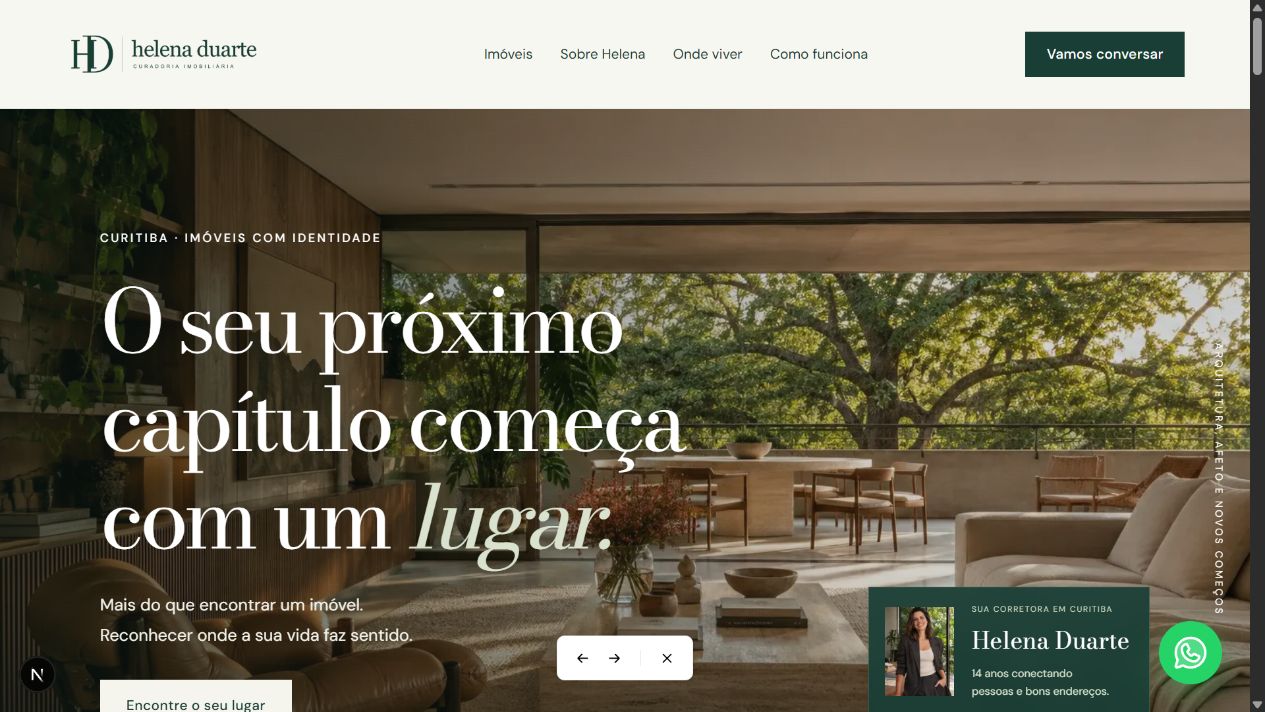 HD
helena duarte
CURADORIA IMOBILIÁRIA
Imóveis
Sobre Helena
Onde viver
Como funciona
Vamos conversar
CURITIBA · IMÓVEIS COM IDENTIDADE
O seu próximo
capítulo começa
com um lugar.
Mais do que encontrar um imóvel.
Reconhecer onde a sua vida faz sentido.
Encontre o seu lugar
ARQUITETURA, AFETO E NOVOS COMEÇOS
SUA CORRETORA EM CURITIBA
Helena Duarte
14 anos conectando
pessoas e bons endereços.
N